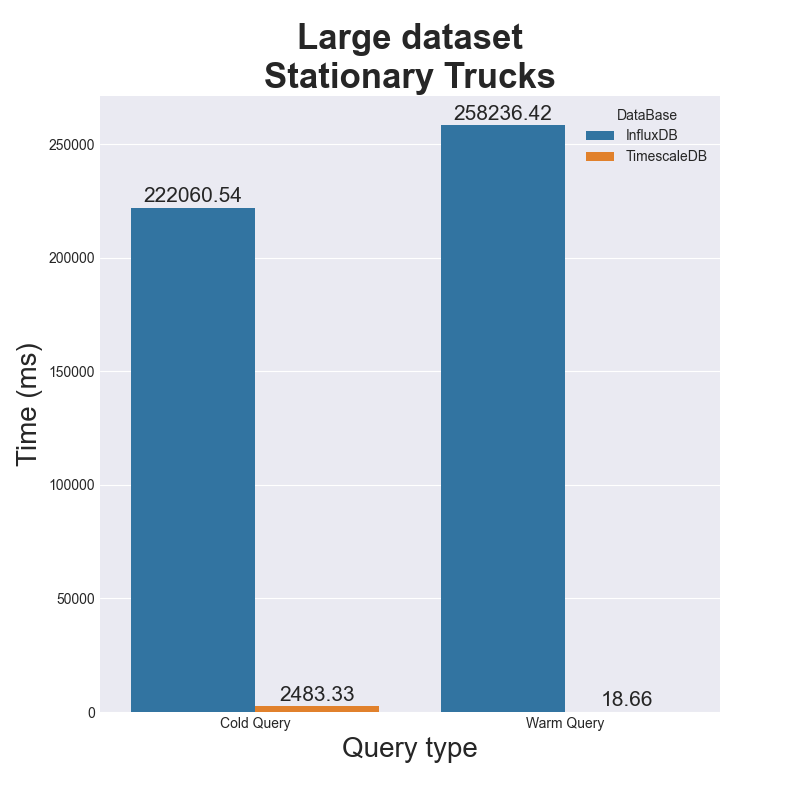 Large dataset
Stationary Trucks
258236.42
DataBase
InfluxDB
TimescaleDB
222060.54
2483.33
18.66
250000
200000
150000
100000
50000
0
Time (ms)
Cold Query
Warm Query
Query type